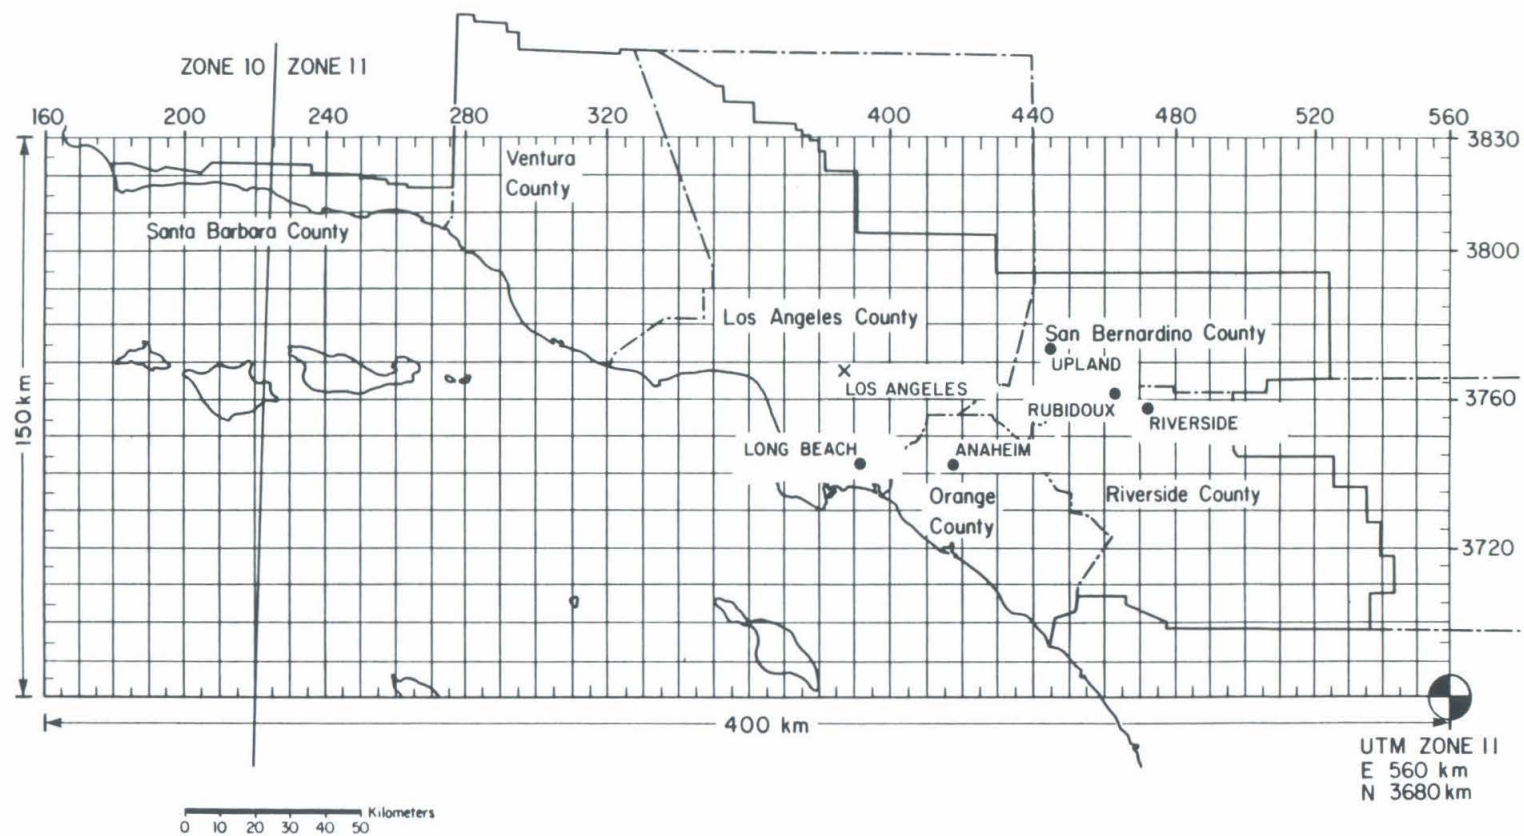 ZONE 10 ZONE 11
160 200 240 280 320 400 440 480 520 560
3830
Ventura
County
Santa Barbara County
3800
Los Angeles County
San Bernardino County
UPLAND
LOS ANGELES
3760
RUBIDOUX
RIVERSIDE
150 km
LONG BEACH
ANAHEIM
Orange
County
Riverside County
3720
400 km
UTM ZONE 11
E 560 km
N 3680 km
Kilometers
0 10 20 30 40 50